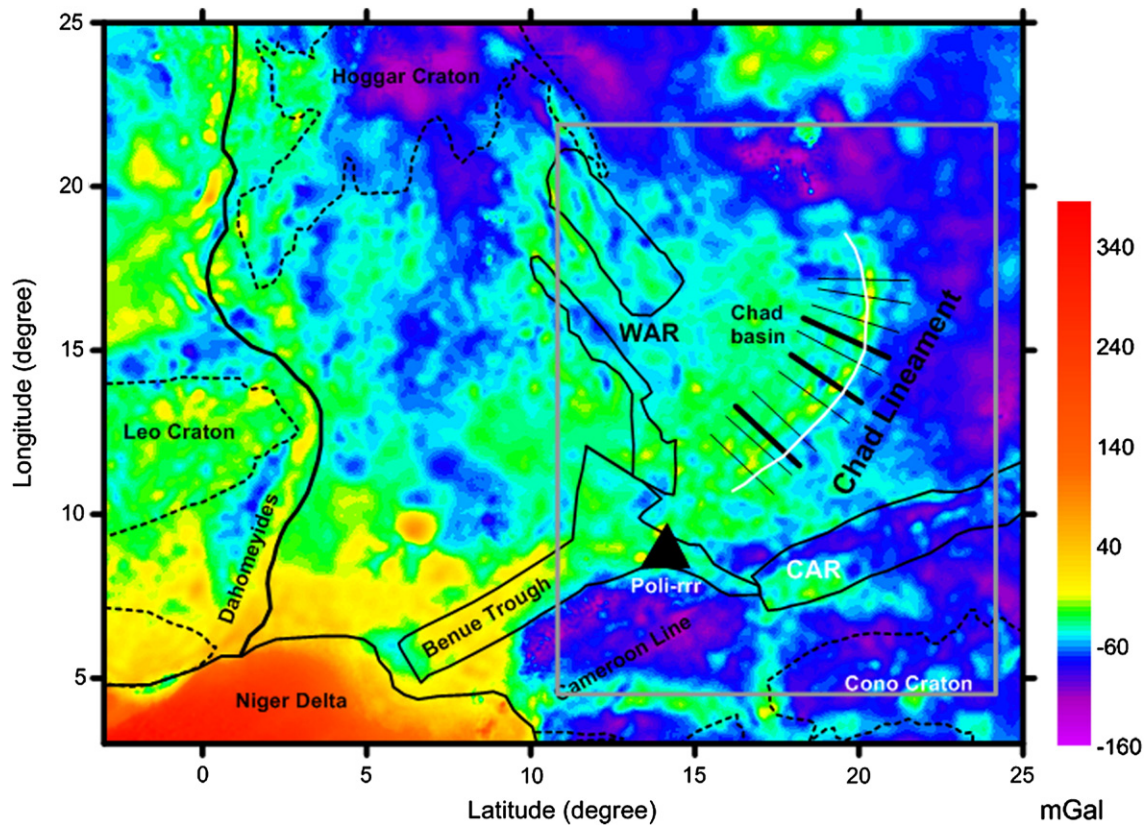 25
20
15
10
5
Longitude (degree)
0
5
10
15
20
25
Latitude (degree)
Hoggar Craton
WAR
Chad
basin
Chad Lineament
Leo Craton
Dahomeyides
Benue Trough
Poli-rrr
CAR
Cameroon Line
Cono Craton
Niger Delta
340
240
140
40
-60
-160
mGal